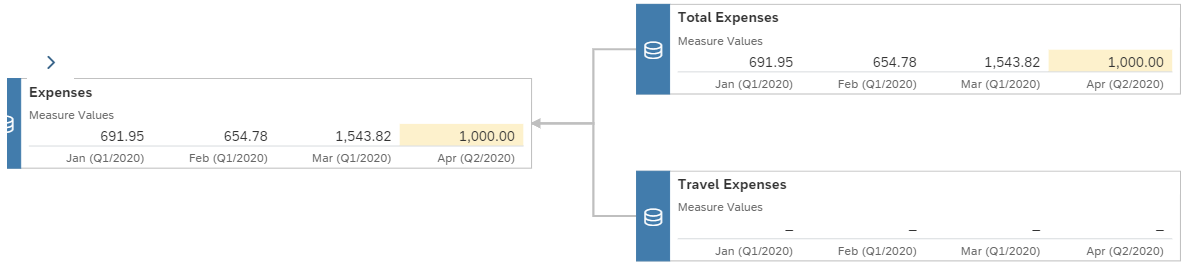 Total Expenses
Measure Values
691.95 654.78 1,543.82 1,000.00
Jan (Q1/2020) Feb (Q1/2020) Mar (Q1/2020) Apr (Q2/2020)
Expenses
Measure Values
691.95 654.78 1,543.82 1,000.00
Jan (Q1/2020) Feb (Q1/2020) Mar (Q1/2020) Apr (Q2/2020)
Travel Expenses
Measure Values
– – – –
Jan (Q1/2020) Feb (Q1/2020) Mar (Q1/2020) Apr (Q2/2020)